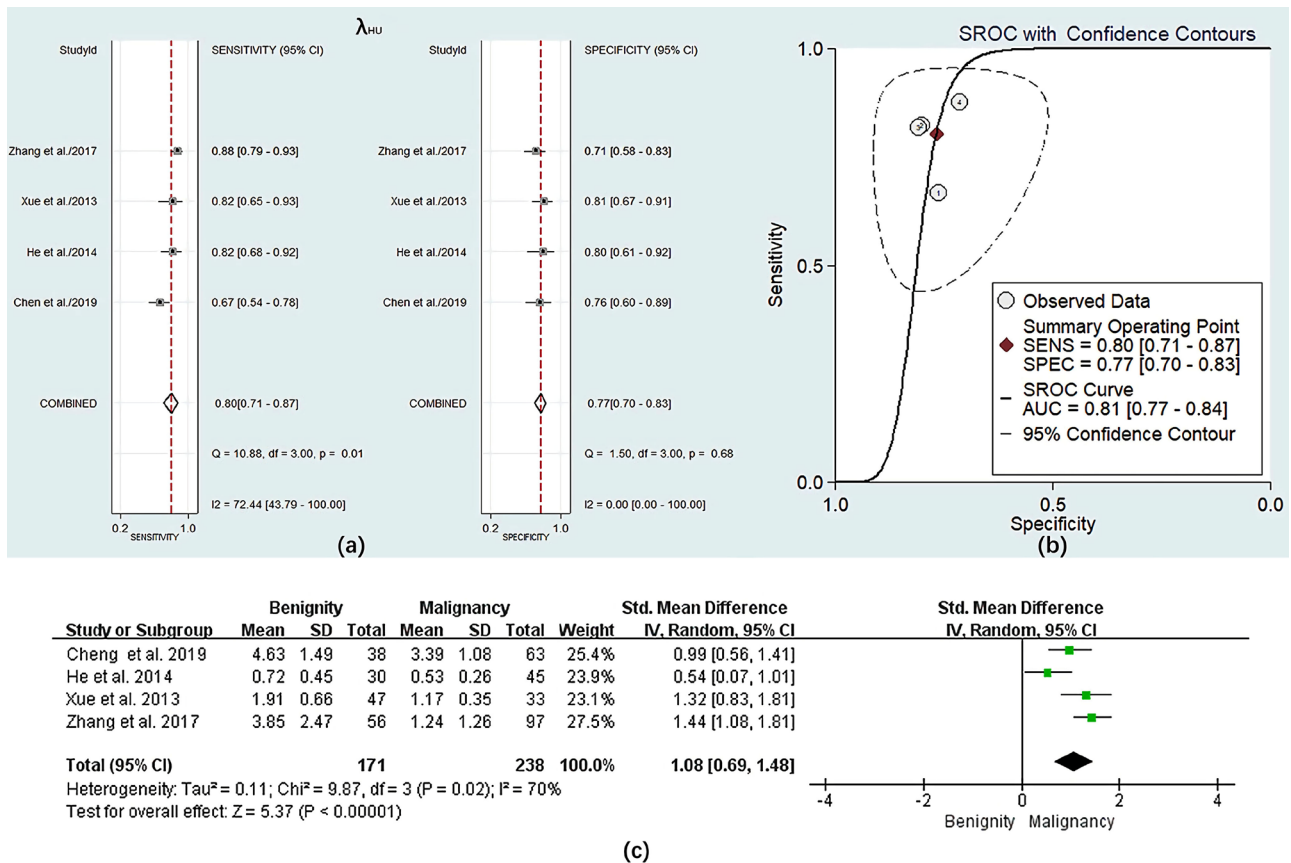 λHU
StudyId SENSITIVITY (95% CI) StudyId SPECIFICITY (95% CI)
Zhang et al./2017 0.88 [0.79 - 0.93] Zhang et al./2017 0.71 [0.58 - 0.83]
Xue et al./2013 0.82 [0.65 - 0.93] Xue et al./2013 0.81 [0.67 - 0.91]
He et al./2014 0.82 [0.68 - 0.92] He et al./2014 0.80 [0.61 - 0.92]
Chen et al./2019 0.67 [0.54 - 0.78] Chen et al./2019 0.76 [0.60 - 0.89]
COMBINED 0.80[0.71 - 0.87] COMBINED 0.77[0.70 - 0.83]
Q = 10.88, df = 3.00, p = 0.01 Q = 1.50, df = 3.00, p = 0.68
I2 = 72.44 [43.79 - 100.00] I2 = 0.00 [0.00 - 100.00]
0.2 1.0 0.2 1.0
SENSITIVITY SPECIFICITY
(a)
SROC with Confidence Contours
1.0
4
1
Sensitivity
0.5
Observed Data
Summary Operating Point
SENS = 0.80 [0.71 - 0.87]
SPEC = 0.77 [0.70 - 0.83]
SROC Curve
AUC = 0.81 [0.77 - 0.84]
95% Confidence Contour
0.0
1.0 0.5 0.0
Specificity
(b)
Benignity Malignancy Std. Mean Difference Std. Mean Difference
Study or Subgroup Mean SD Total Mean SD Total Weight IV, Random, 95% CI IV, Random, 95% CI
Cheng et al. 2019 4.63 1.49 38 3.39 1.08 63 25.4% 0.99 [0.56, 1.41]
He et al. 2014 0.72 0.45 30 0.53 0.26 45 23.9% 0.54 [0.07, 1.01]
Xue et al. 2013 1.91 0.66 47 1.17 0.35 33 23.1% 1.32 [0.83, 1.81]
Zhang et al. 2017 3.85 2.47 56 1.24 1.26 97 27.5% 1.44 [1.08, 1.81]
Total (95% CI) 171 238 100.0% 1.08 [0.69, 1.48]
Heterogeneity: Tau² = 0.11; Chi² = 9.87, df = 3 (P = 0.02); I² = 70%
Test for overall effect: Z = 5.37 (P < 0.00001)
-4 -2 0 2 4
Benignity Malignancy
(c)